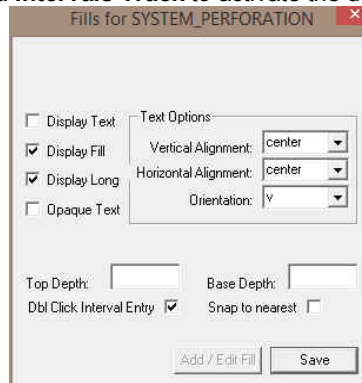 Fills for SYSTEM_PERFORATION
Display Text
Text Options
Display Fill
Vertical Alignment: center
Display Long
Horizontal Alignment: center
Opaque Text
Orientation: v
Top Depth:
Base Depth:
Dbl Click Interval Entry
Snap to nearest
Add / Edit Fill
Save